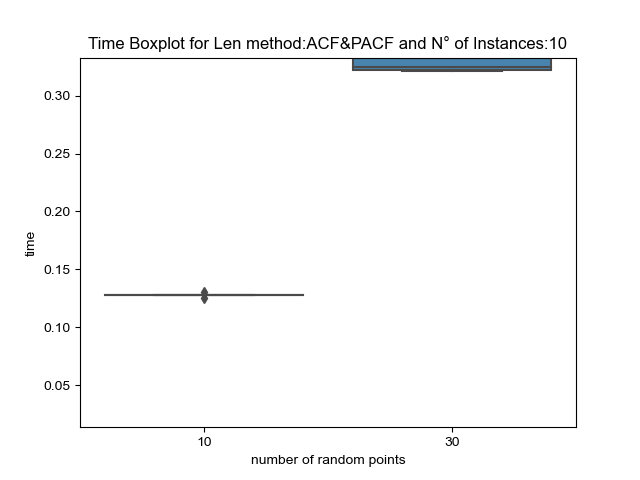 Time Boxplot for Len method:ACF&PACF and N° of Instances:10
0.30
0.25
0.20
0.15
0.10
0.05
time
10 30
number of random points